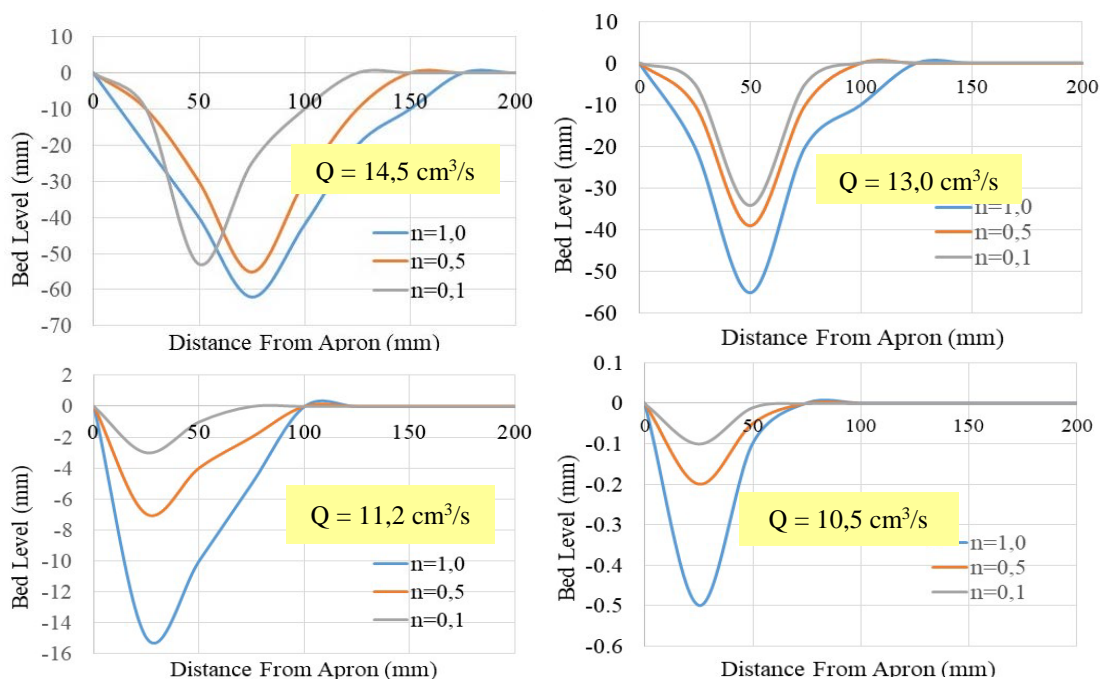 10
0
-10
-20
-30
-40
-50
-60
-70
0
50
100
150
200
Bed Level (mm)
Distance From Apron (mm)
Q = 14,5 cm³/s
n=1,0
n=0,5
n=0,1
10
0
-10
-20
-30
-40
-50
-60
0
50
100
150
200
Bed Level (mm)
Distance From Apron (mm)
Q = 13,0 cm³/s
n=1,0
n=0,5
n=0,1
2
0
-2
-4
-6
-8
-10
-12
-14
-16
0
50
100
150
200
Bed Level (mm)
Distance From Apron (mm)
Q = 11,2 cm³/s
n=1,0
n=0,5
n=0,1
0.1
0
-0.1
-0.2
-0.3
-0.4
-0.5
-0.6
0
50
100
150
200
Bed Level (mm)
Distance From Apron (mm)
Q = 10,5 cm³/s
n=1,0
n=0,5
n=0,1